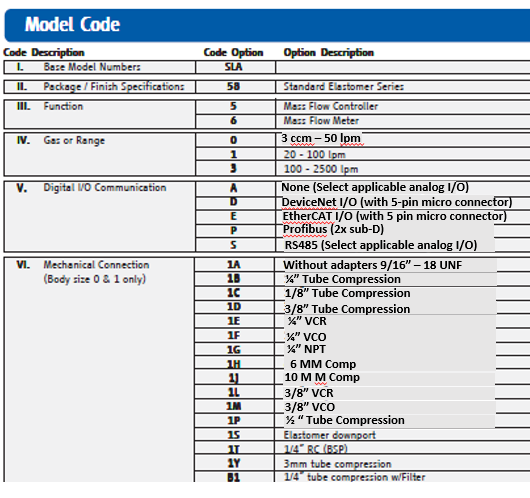 Model Code
Code Description Code Option Option Description
I. Base Model Numbers SLA
II. Package / Finish Specifications 58 Standard Elastomer Series
III. Function 5 Mass Flow Controller
6 Mass Flow Meter
IV. Gas or Range 0 3 ccm – 50 lpm
1 20 - 100 lpm
3 100 - 2500 lpm
V. Digital I/O Communication A None (Select applicable analog I/O)
D DeviceNet I/O (with 5-pin micro connector)
E EtherCAT I/O (with 5 pin micro connector)
P Profibus (2x sub-D)
S RS485 (Select applicable analog I/O)
VI. Mechanical Connection 1A Without adapters 9/16” – 18 UNF
(Body size 0 & 1 only) 1B ¼” Tube Compression
1C 1/8” Tube Compression
1D 3/8” Tube Compression
1E ¼” VCR
1F ¼” VCO
1G ¼” NPT
1H 6 MM Comp
1J 10 M M Comp
1L 3/8” VCR
1M 3/8” VCO
1P ½ “ Tube Compression
1S Elastomer downport
1T 1/4" RC (BSP)
1Y 3mm tube compression
B1 1/4" tube compression w/Filter